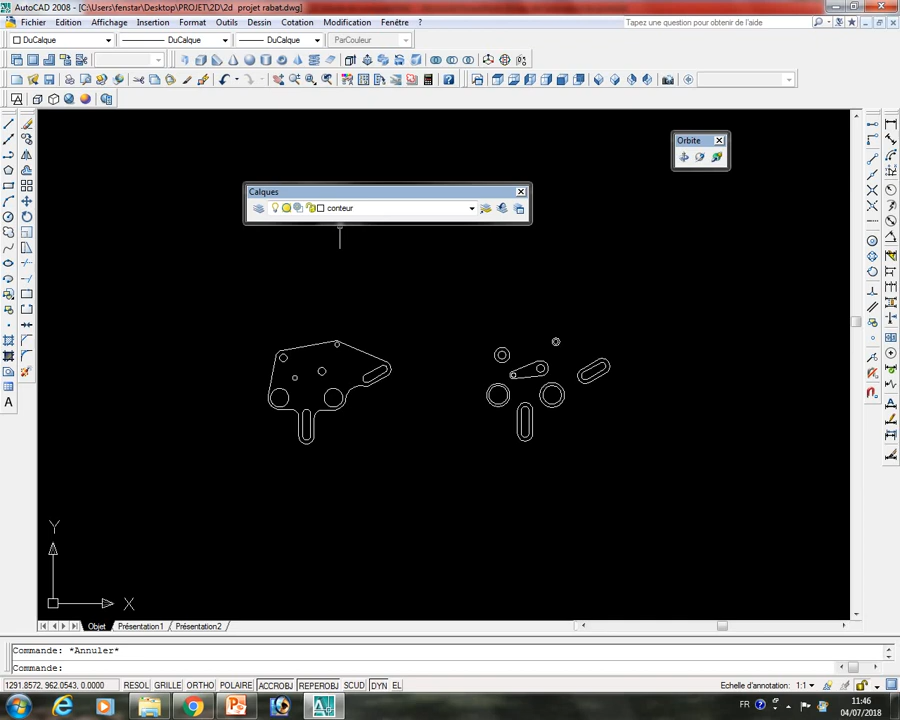 AutoCAD 2008 - [C:\Users\fenstar\Desktop\PROJET\2D\2d projet rabat.dwg]
Fichier Edition Affichage Insertion Format Outils Dessin Cotation Modification Fenêtre ?
Taper une question pour obtenir de l'aide
DuCalque DuCalque DuCalque ParCouleur
Orbite
Calques
conteur
Y
X
Objet Présentation1 Présentation2
Commande: *Annuler*
Commande:
1291.8572, 962.0543, 0.0000 RESOL GRILLE ORTHO POLAIRE ACCROBJ REPEROBJ SCUD DYN EL Echelle d'annotation: 1:1
FR 11:46
04/07/2018